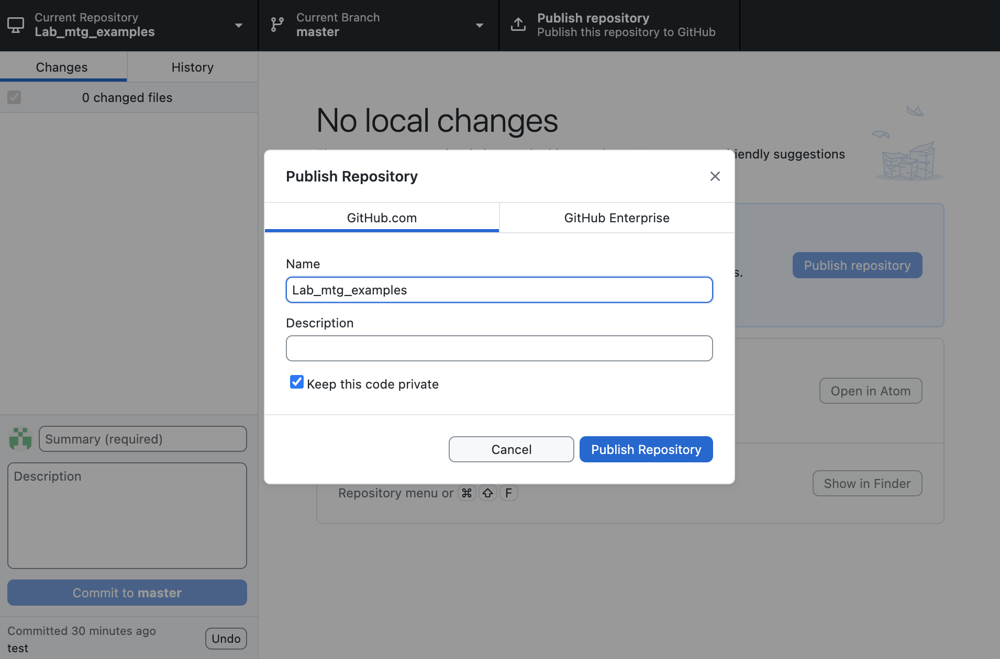 Current Repository
Lab_mtg_examples
Current Branch
master
Publish repository
Publish this repository to GitHub
Changes
History
0 changed files
No local changes
iendly suggestions
Publish Repository
GitHub.com
GitHub Enterprise
Name
Lab_mtg_examples
Description
Keep this code private
Cancel
Publish Repository
s.
Publish repository
Open in Atom
Repository menu or ⌘ ⇧ F
Show in Finder
Summary (required)
Description
Commit to master
Committed 30 minutes ago
test
Undo